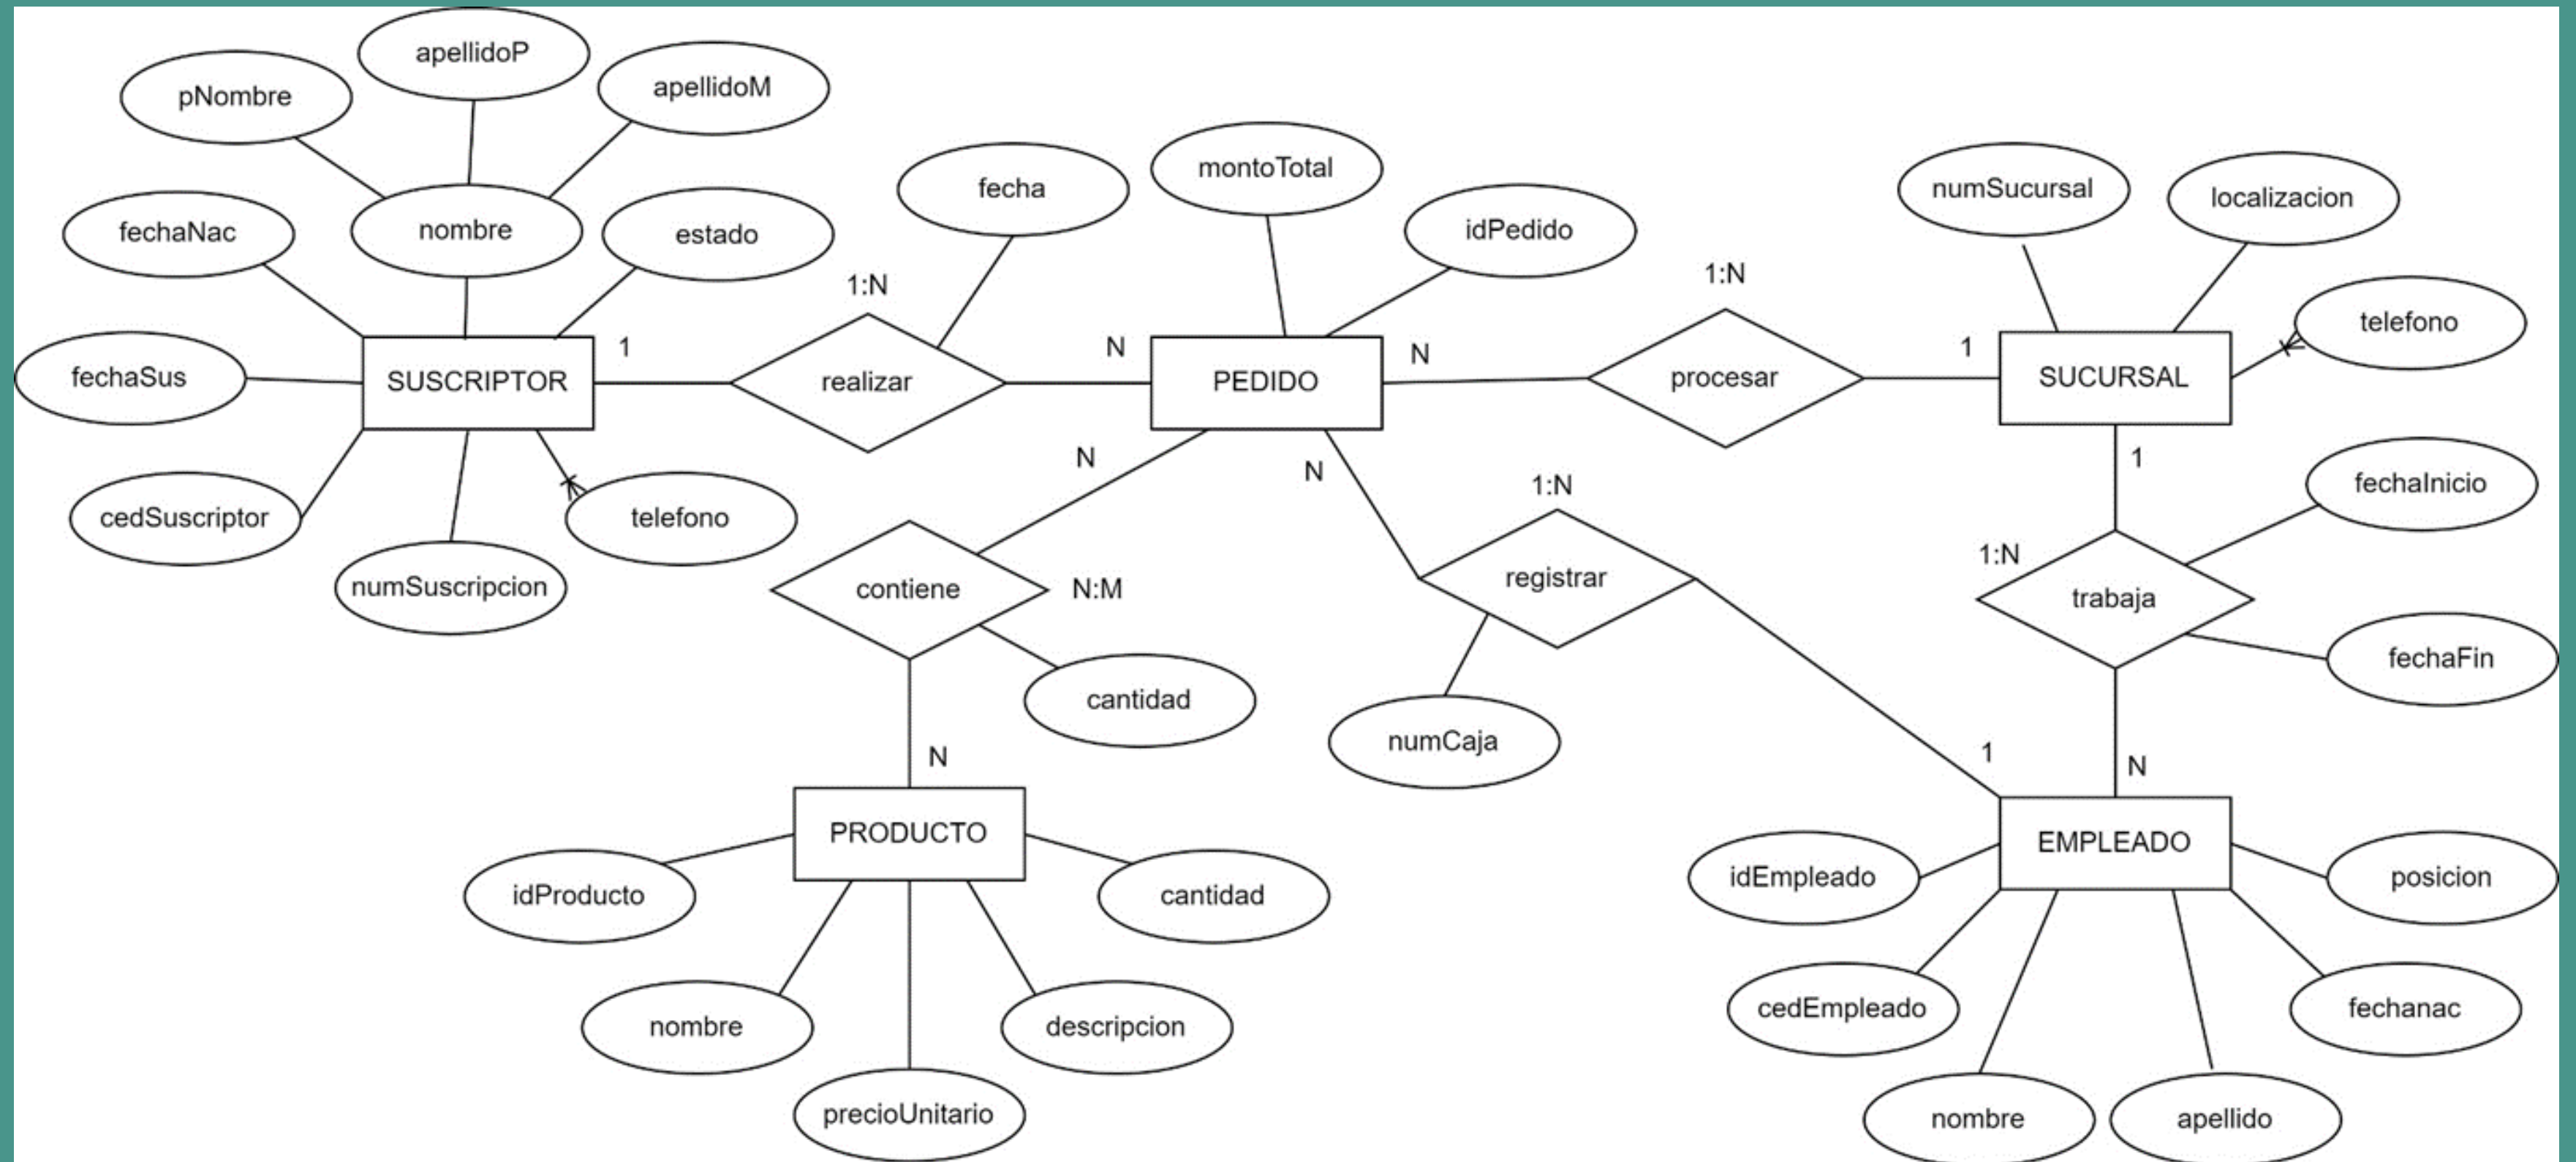 apellidoP
apellidoM
pNombre
fecha
montoTotal
numSucursal
localizacion
fechaNac
nombre
estado
idPedido
1:N
1:N
telefono
fechaSus
SUSCRIPTOR
1
realizar
N
PEDIDO
N
procesar
1
SUCURSAL
N
N
1
1:N
fechaInicio
cedSuscriptor
telefono
numSuscripcion
contiene
N:M
registrar
1:N
trabaja
fechaFin
cantidad
numCaja
N
1
N
PRODUCTO
EMPLEADO
idProducto
cantidad
idEmpleado
posicion
nombre
descripcion
cedEmpleado
fechanac
precioUnitario
nombre
apellido